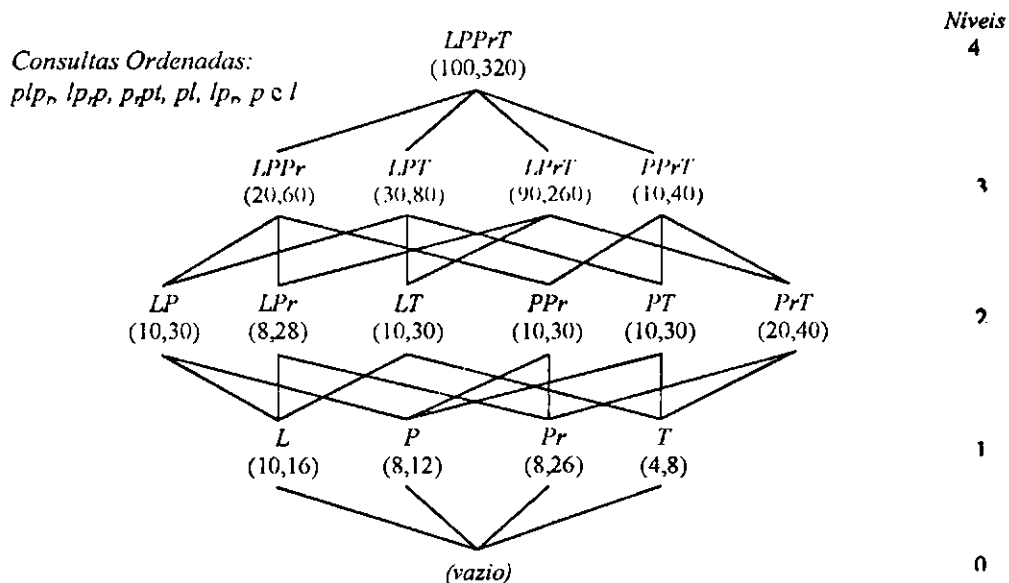 Níveis
4
LPPrT
(100,320)
Consultas Ordenadas:
plpr, lprp, prpt, pl, lpr, p e l
LPPr LPT LPrT PPrT
(20,60) (30,80) (90,260) (10,40)
3
LP LPr LT PPr PT PrT
(10,30) (8,28) (10,30) (10,30) (10,30) (20,40)
2
L P Pr T
(10,16) (8,12) (8,26) (4,8)
1
(vazio)
0